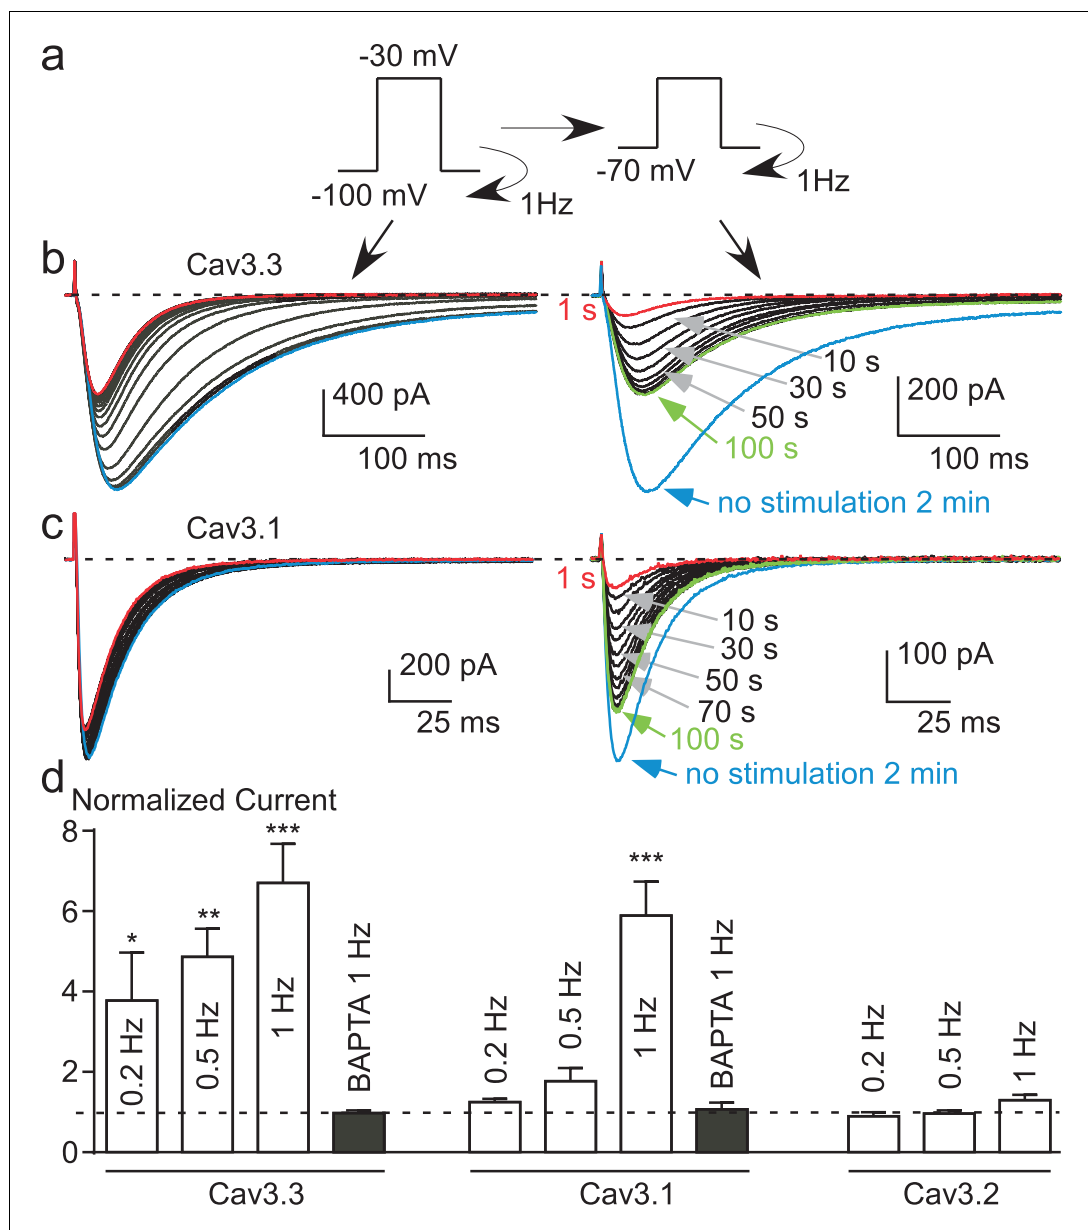 a
-30 mV
-100 mV
1Hz
-70 mV
1Hz
b
Cav3.3
400 pA
100 ms
1 s
10 s
30 s
50 s
100 s
200 pA
100 ms
no stimulation 2 min
c
Cav3.1
200 pA
25 ms
1 s
10 s
30 s
50 s
70 s
100 s
100 pA
25 ms
no stimulation 2 min
d
Normalized Current
8
6
4
2
0
*
**
***
***
0.2 Hz
0.5 Hz
1 Hz
BAPTA 1 Hz
0.2 Hz
0.5 Hz
1 Hz
BAPTA 1 Hz
0.2 Hz
0.5 Hz
1 Hz
Cav3.3
Cav3.1
Cav3.2